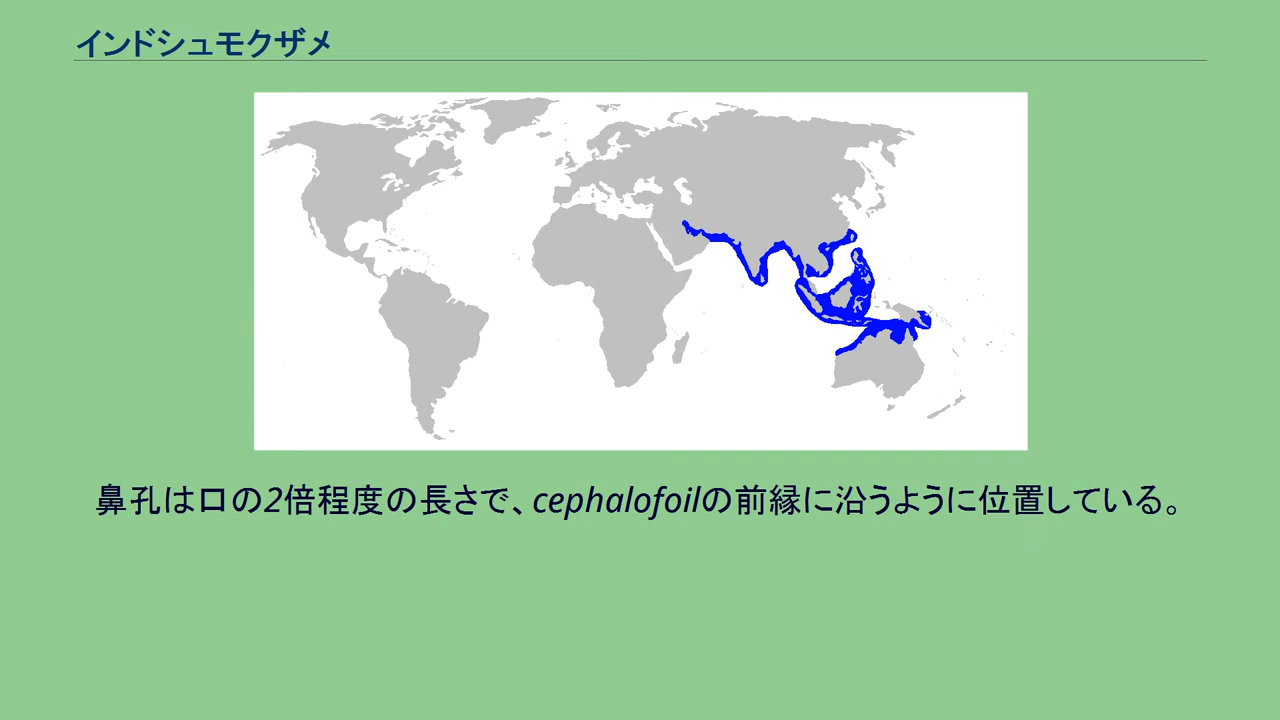 インドシュモクザメ
鼻孔は口の2倍程度の長さで、cephalofoilの前縁に沿うように位置している。